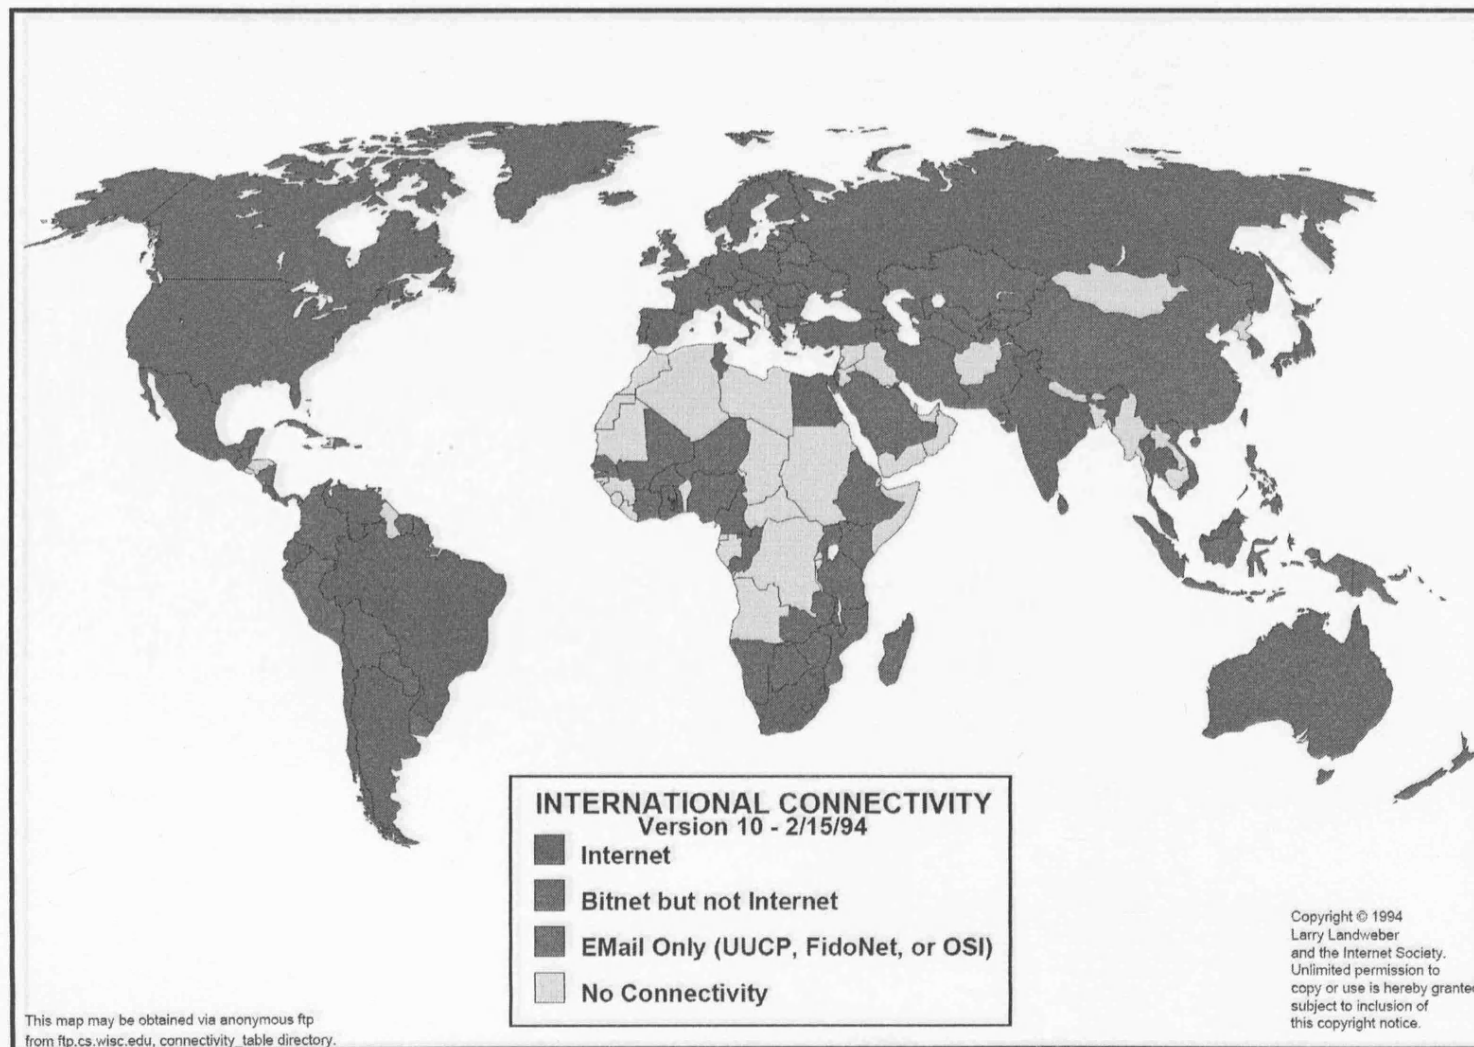 INTERNATIONAL CONNECTIVITY
Version 10 - 2/15/94
Internet
Bitnet but not Internet
EMail Only (UUCP, FidoNet, or OSI)
No Connectivity
This map may be obtained via anonymous ftp
from ftp.cs.wisc.edu, connectivity_table directory.
Copyright © 1994
Larry Landweber
and the Internet Society.
Unlimited permission to
copy or use is hereby granted
subject to inclusion of
this copyright notice.